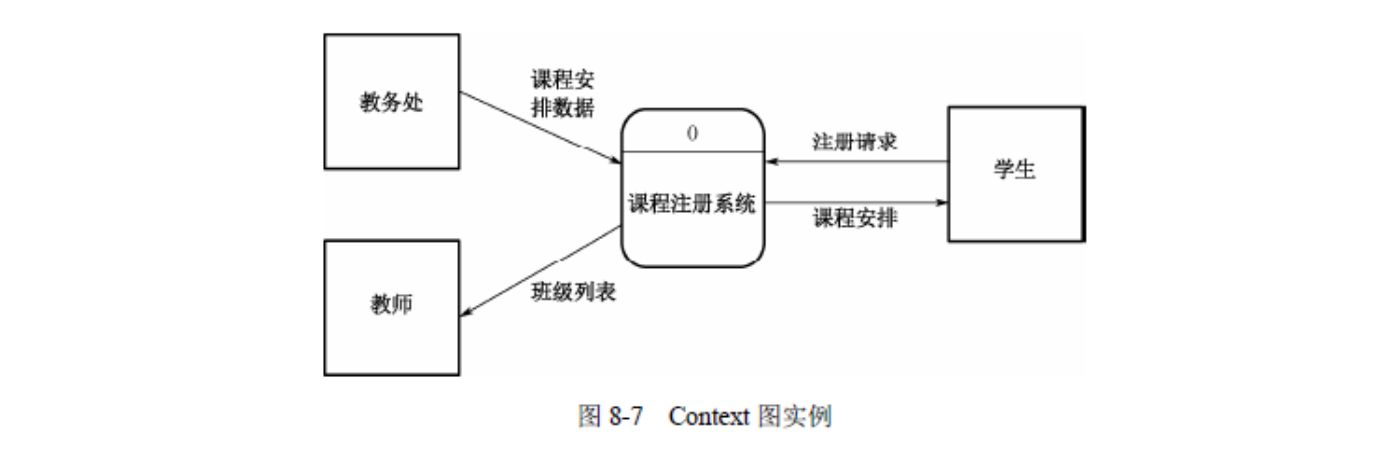 教务处
课程安
排数据
0
课程注册系统
注册请求
课程安排
学生
教师
班级列表
图 8-7 Context 图实例